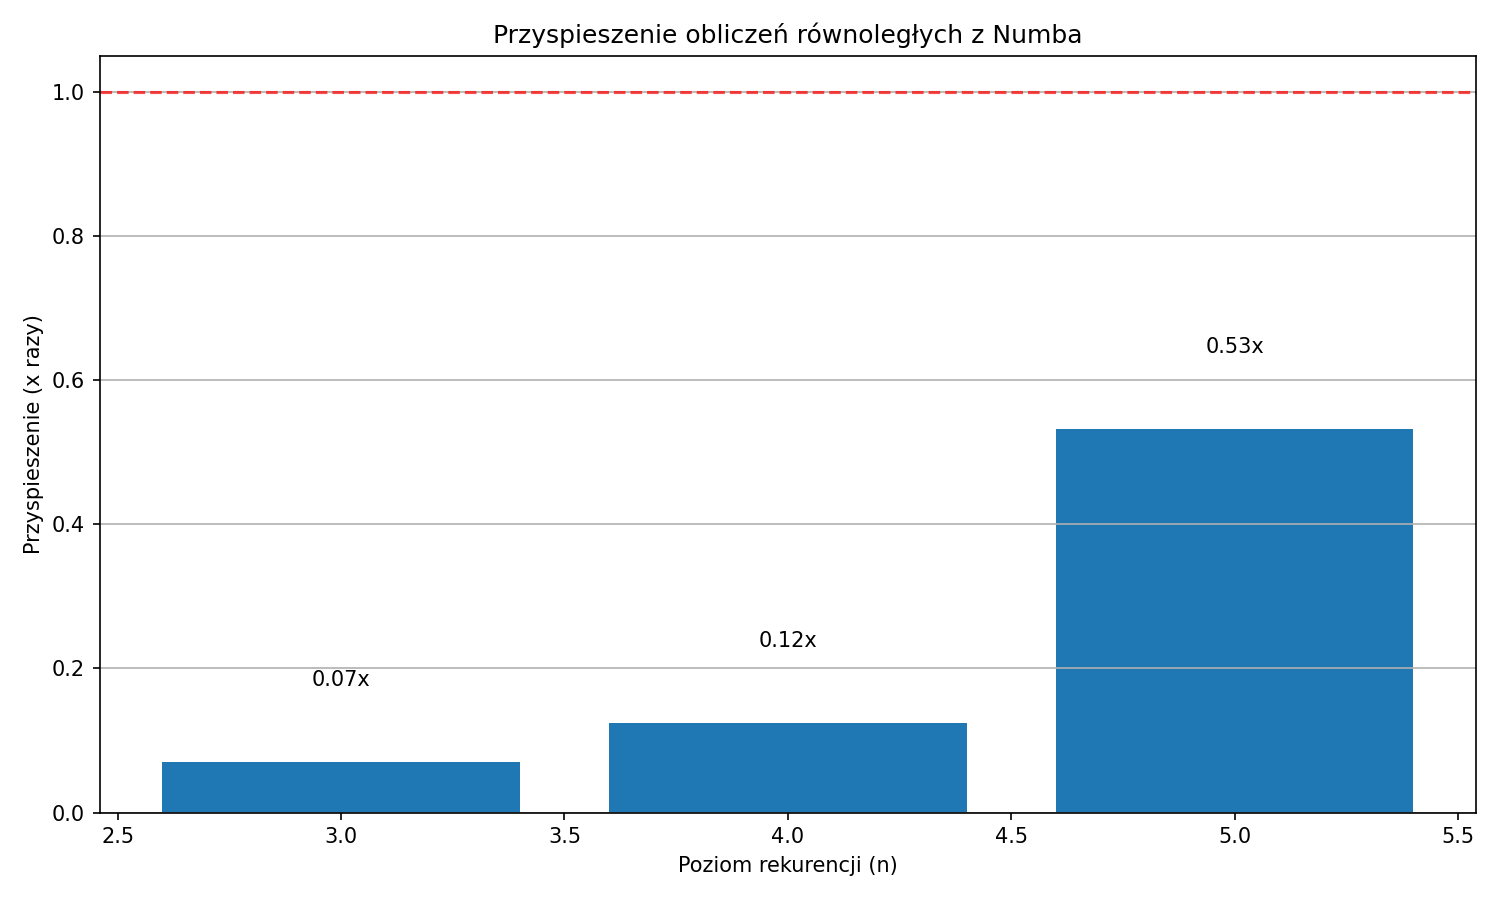 Przyspieszenie obliczeń równoległych z Numba
Przyspieszenie (x razy)
1.0
0.8
0.6
0.4
0.2
0.0
0.07x
0.12x
0.53x
2.5 3.0 3.5 4.0 4.5 5.0 5.5
Poziom rekurencji (n)